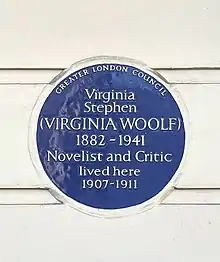 GREATER LONDON COUNCIL
Virginia
Stephen
(VIRGINIA WOOLF)
1882 - 1941
Novelist and Critic
lived here
1907-1911